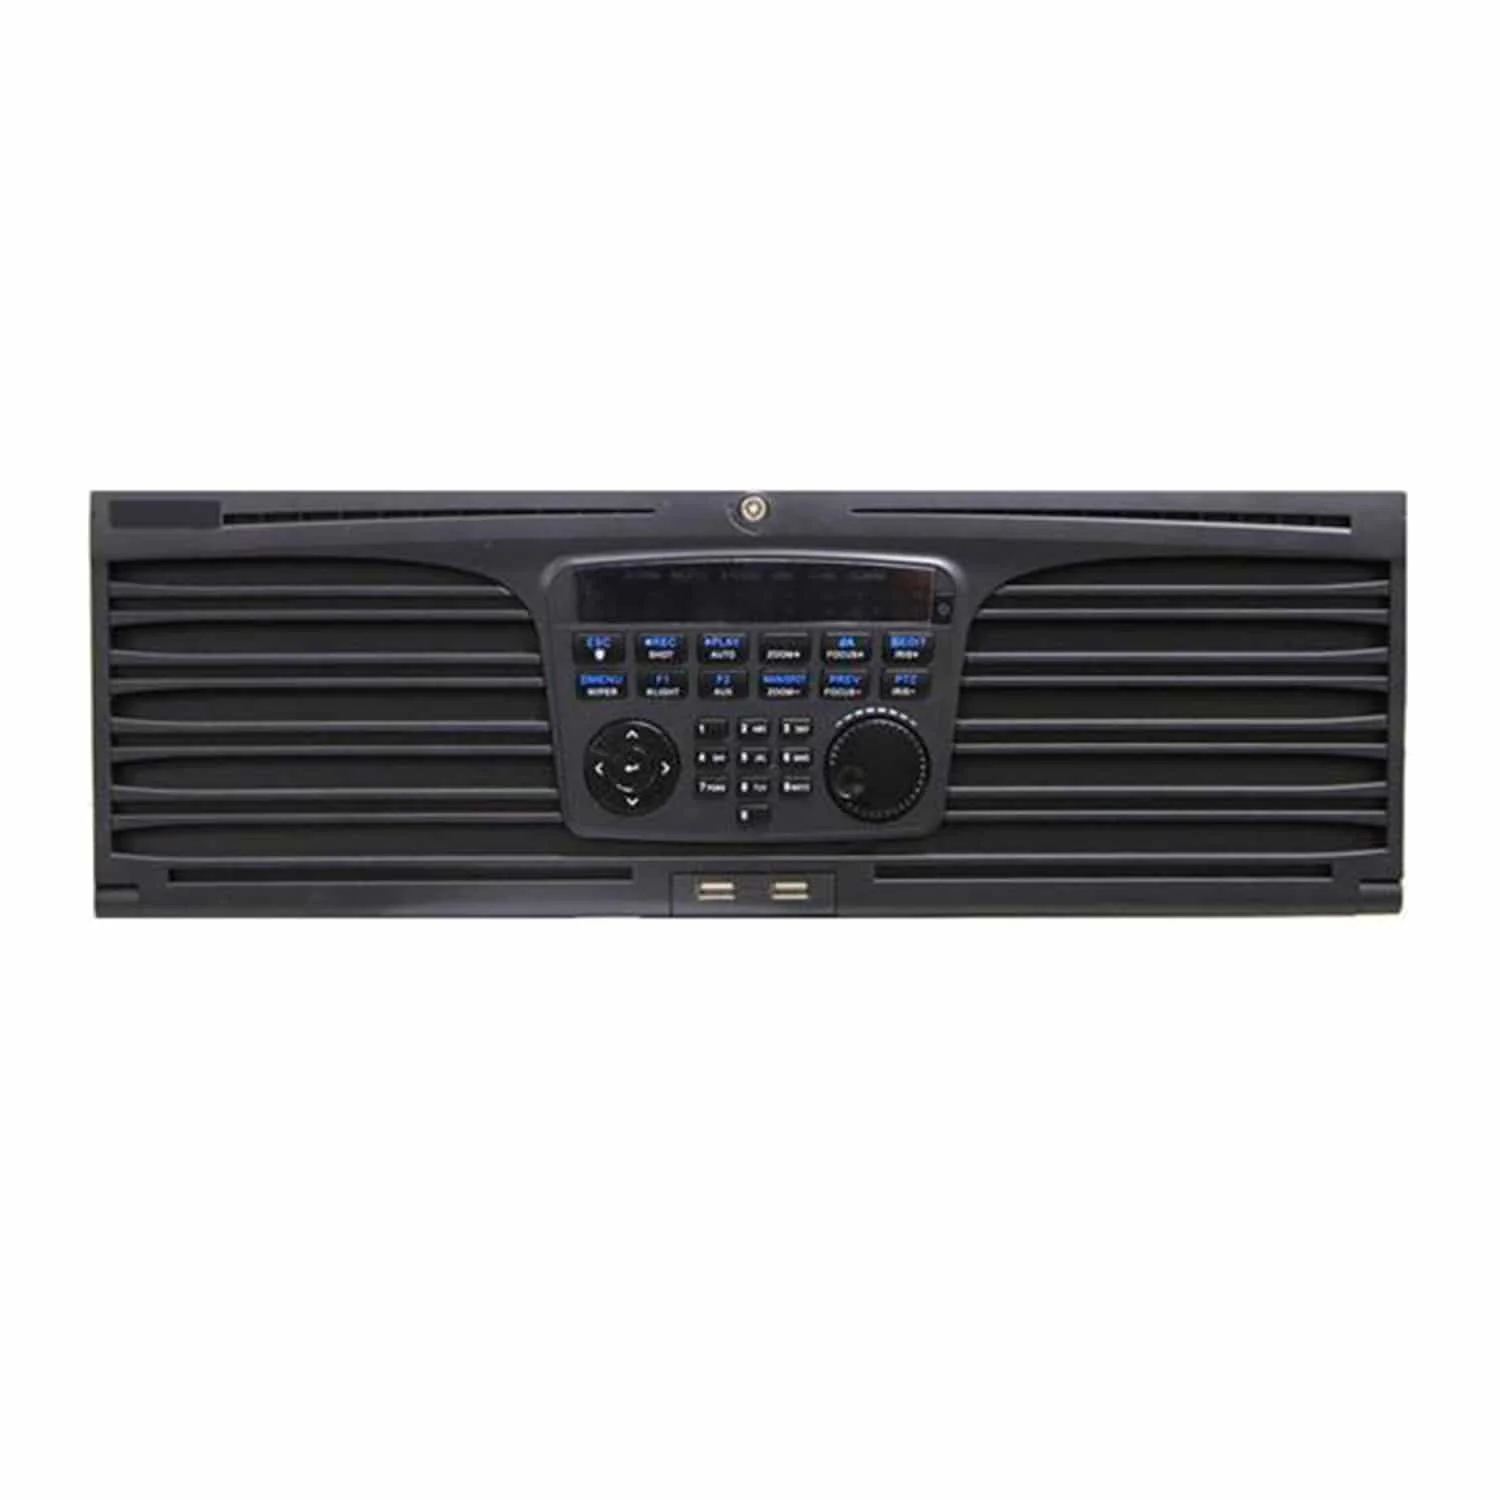 ESC REC PLAY ZOOM+ A EDIT
SHOT AUTO FOCUS+ IRIS+
MENU F1 F2 MAIN/SPOT PREV PTZ
WIPER LIGHT AUX ZOOM- FOCUS- IRIS-
1 2 ABC 3 DEF
4 GHI 5 JKL 6 MNO
7 PQRS 8 TUV 9 WXYZ
0